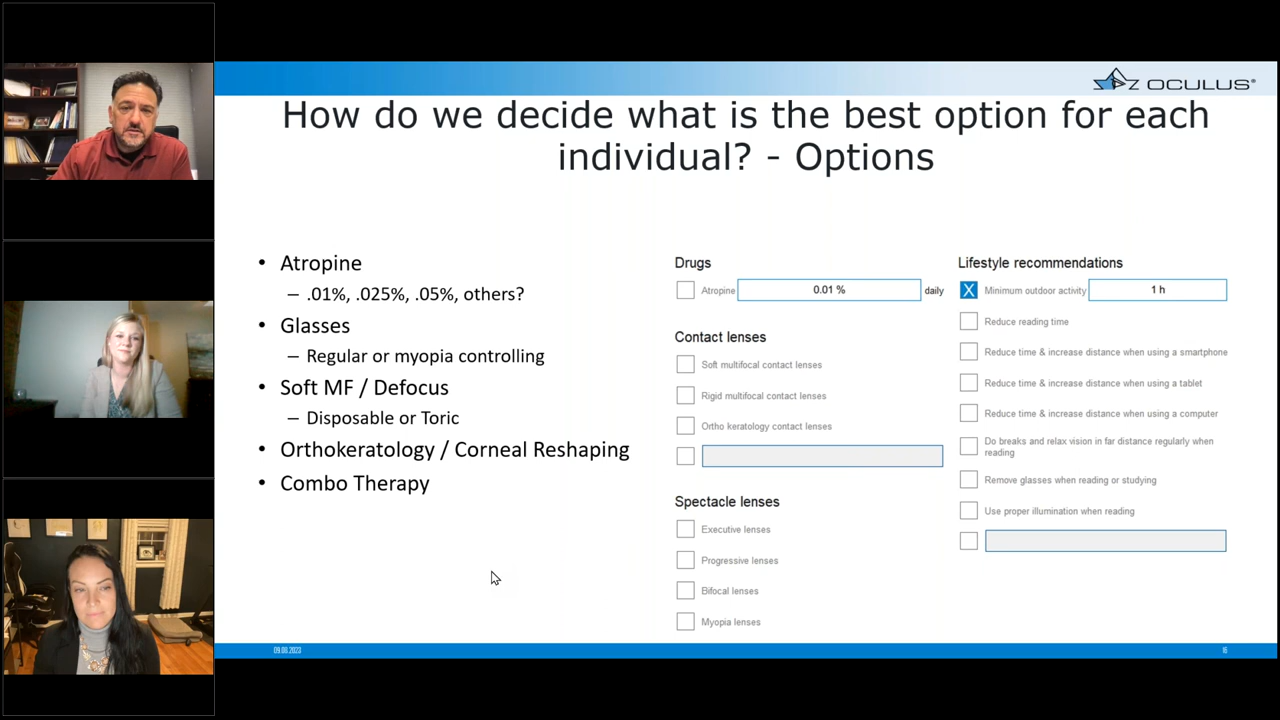 OCULUS®
How do we decide what is the best option for each
individual? - Options
• Atropine
– .01%, .025%, .05%, others?
• Glasses
– Regular or myopia controlling
• Soft MF / Defocus
– Disposable or Toric
• Orthokeratology / Corneal Reshaping
• Combo Therapy
Drugs
Atropine 0.01 % daily
Contact lenses
Soft multifocal contact lenses
Rigid multifocal contact lenses
Ortho keratology contact lenses
Spectacle lenses
Executive lenses
Progressive lenses
Bifocal lenses
Myopia lenses
Lifestyle recommendations
X Minimum outdoor activity 1 h
Reduce reading time
Reduce time & increase distance when using a smartphone
Reduce time & increase distance when using a tablet
Reduce time & increase distance when using a computer
Do breaks and relax vision in far distance regularly when
reading
Remove glasses when reading or studying
Use proper illumination when reading
16